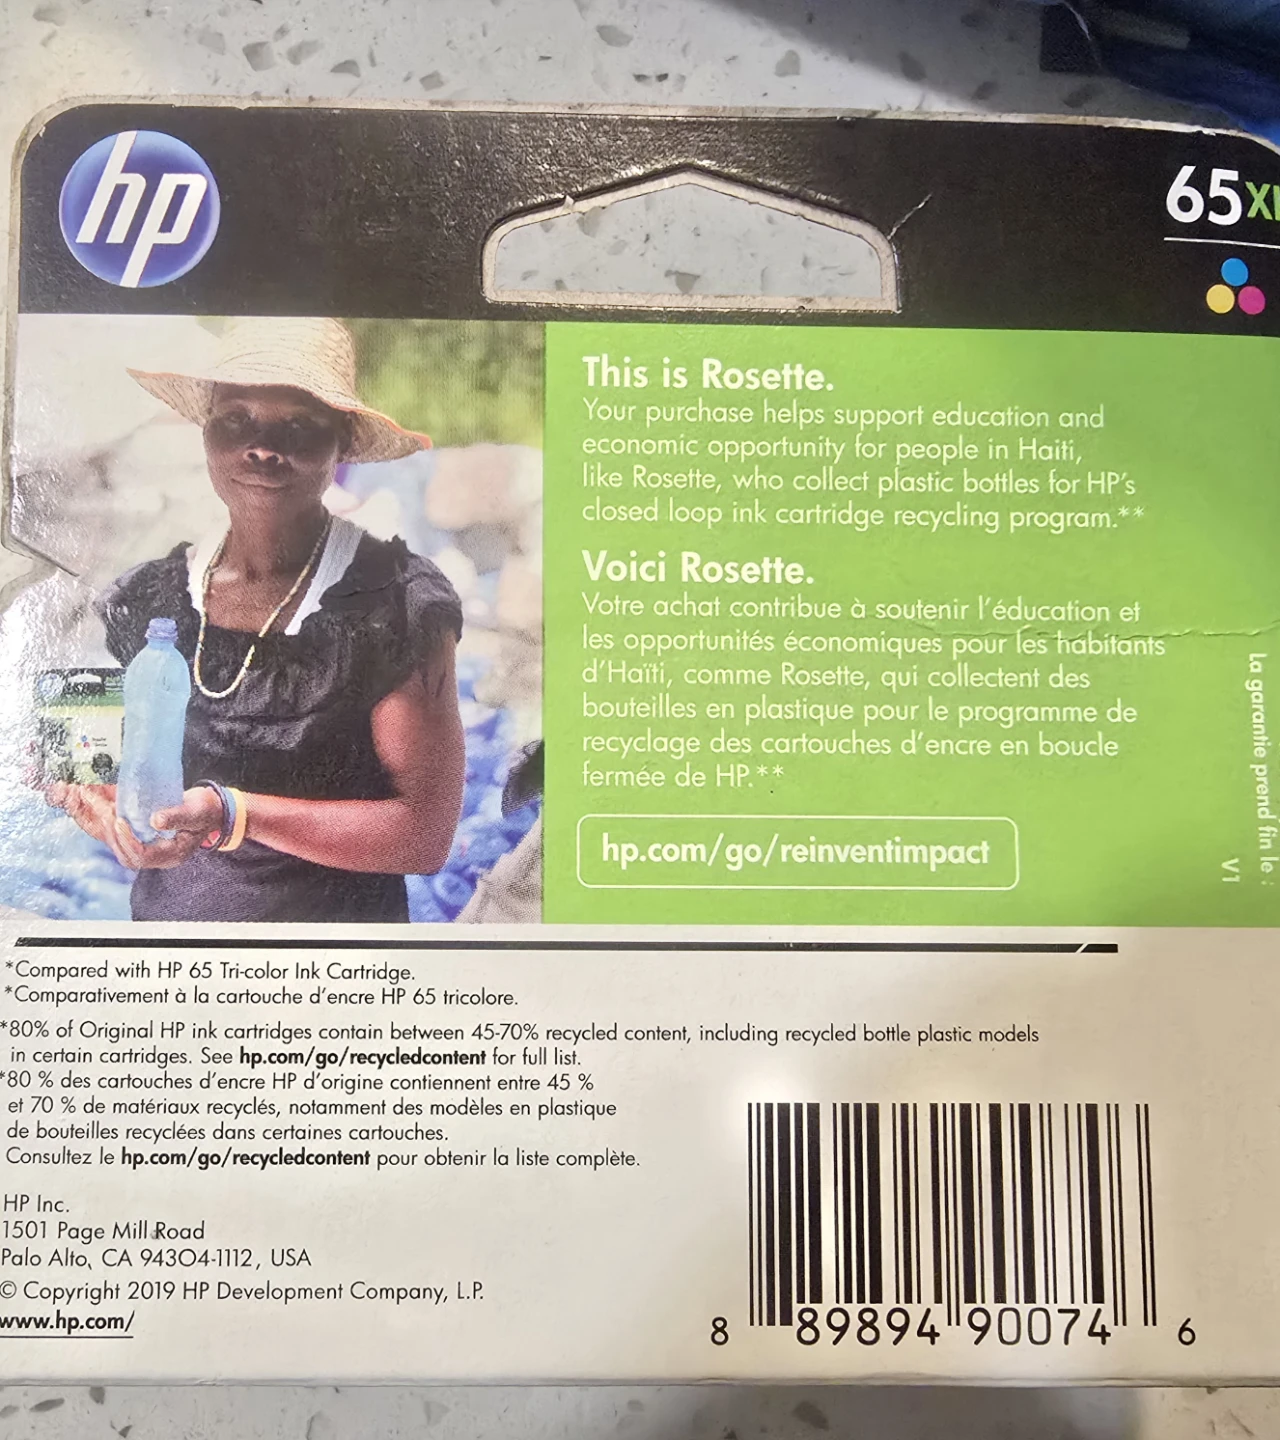 hp
65XL
This is Rosette.
Your purchase helps support education and
economic opportunity for people in Haiti,
like Rosette, who collect plastic bottles for HP's
closed loop ink cartridge recycling program.**
Voici Rosette.
Votre achat contribue à soutenir l'éducation et
les opportunités économiques pour les habitants
d'Haïti, comme Rosette, qui collectent des
bouteilles en plastique pour le programme de
recyclage des cartouches d'encre en boucle
fermée de HP.**
hp.com/go/reinventimpact
La garantie prend fin le :
V1
*Compared with HP 65 Tri-color Ink Cartridge.
*Comparativement à la cartouche d'encre HP 65 tricolore.
*80% of Original HP ink cartridges contain between 45-70% recycled content, including recycled bottle plastic models
in certain cartridges. See hp.com/go/recycledcontent for full list.
*80 % des cartouches d'encre HP d'origine contiennent entre 45 %
et 70 % de matériaux recyclés, notamment des modèles en plastique
de bouteilles recyclées dans certaines cartouches.
Consultez le hp.com/go/recycledcontent pour obtenir la liste complète.
HP Inc.
1501 Page Mill Road
Palo Alto, CA 94304-1112, USA
© Copyright 2019 HP Development Company, L.P.
www.hp.com/
8 89894 90074 6